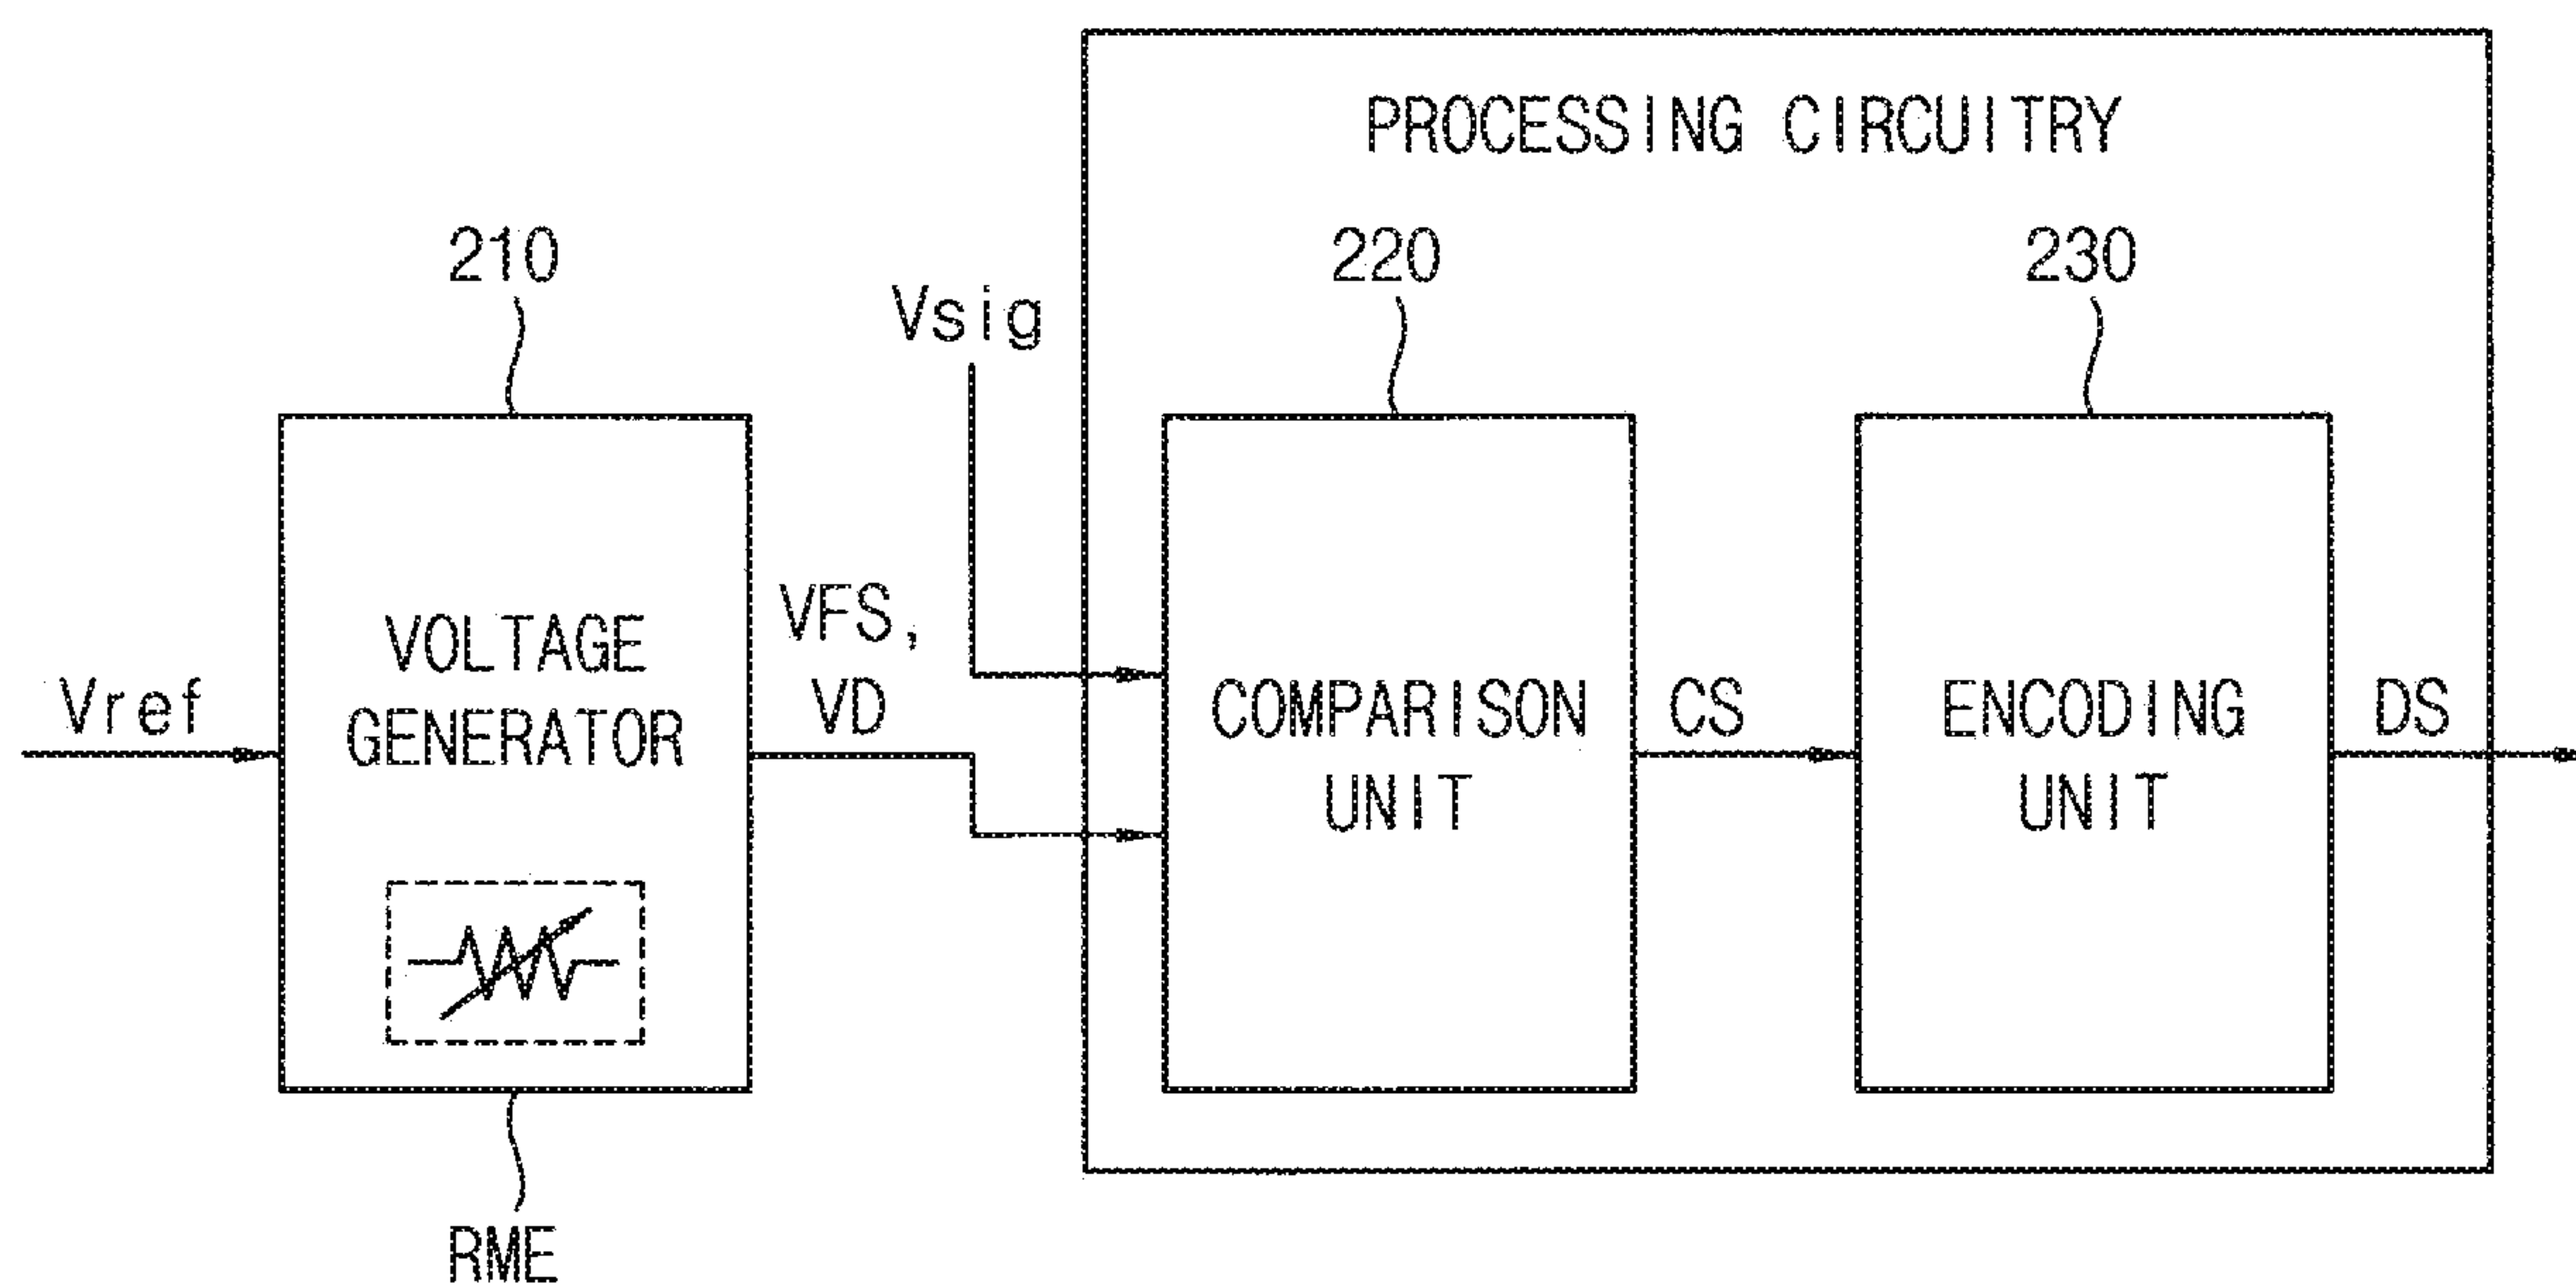 PROCESSING CIRCUITRY
210
220
230
Vsig
VFS,
VD
Vref
VOLTAGE
GENERATOR
COMPARISON
UNIT
CS
ENCODING
UNIT
DS
RME